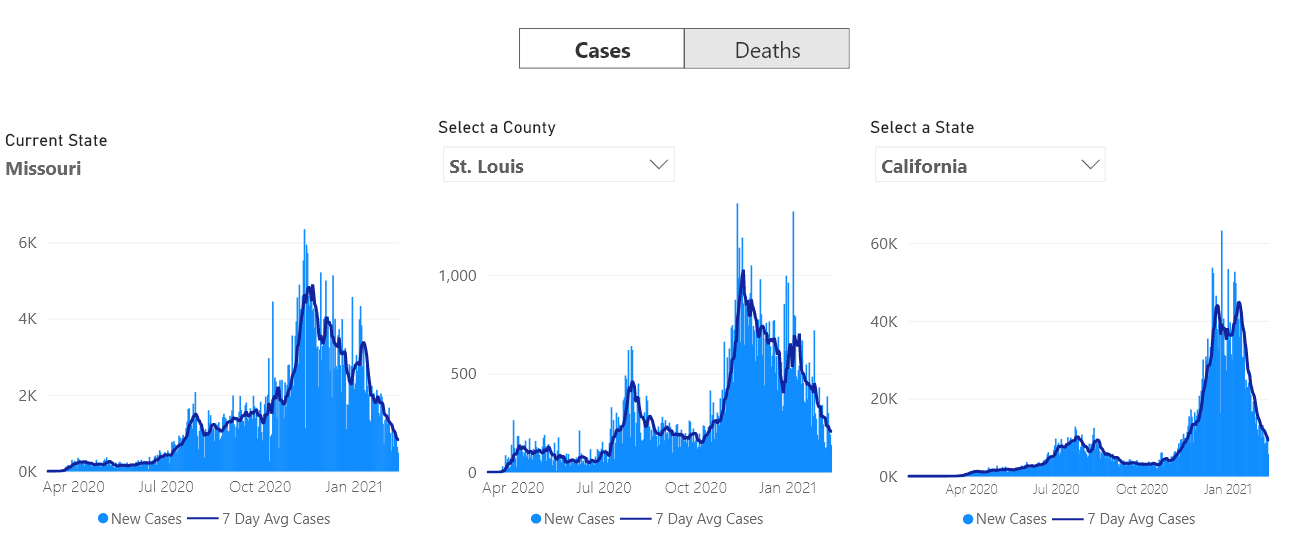 Cases Deaths
Current State
Missouri
6K
4K
2K
0K
Apr 2020 Jul 2020 Oct 2020 Jan 2021
New Cases 7 Day Avg Cases
Select a County
St. Louis
1,000
500
0
Apr 2020 Jul 2020 Oct 2020 Jan 2021
New Cases 7 Day Avg Cases
Select a State
California
60K
40K
20K
0K
Apr 2020 Jul 2020 Oct 2020 Jan 2021
New Cases 7 Day Avg Cases